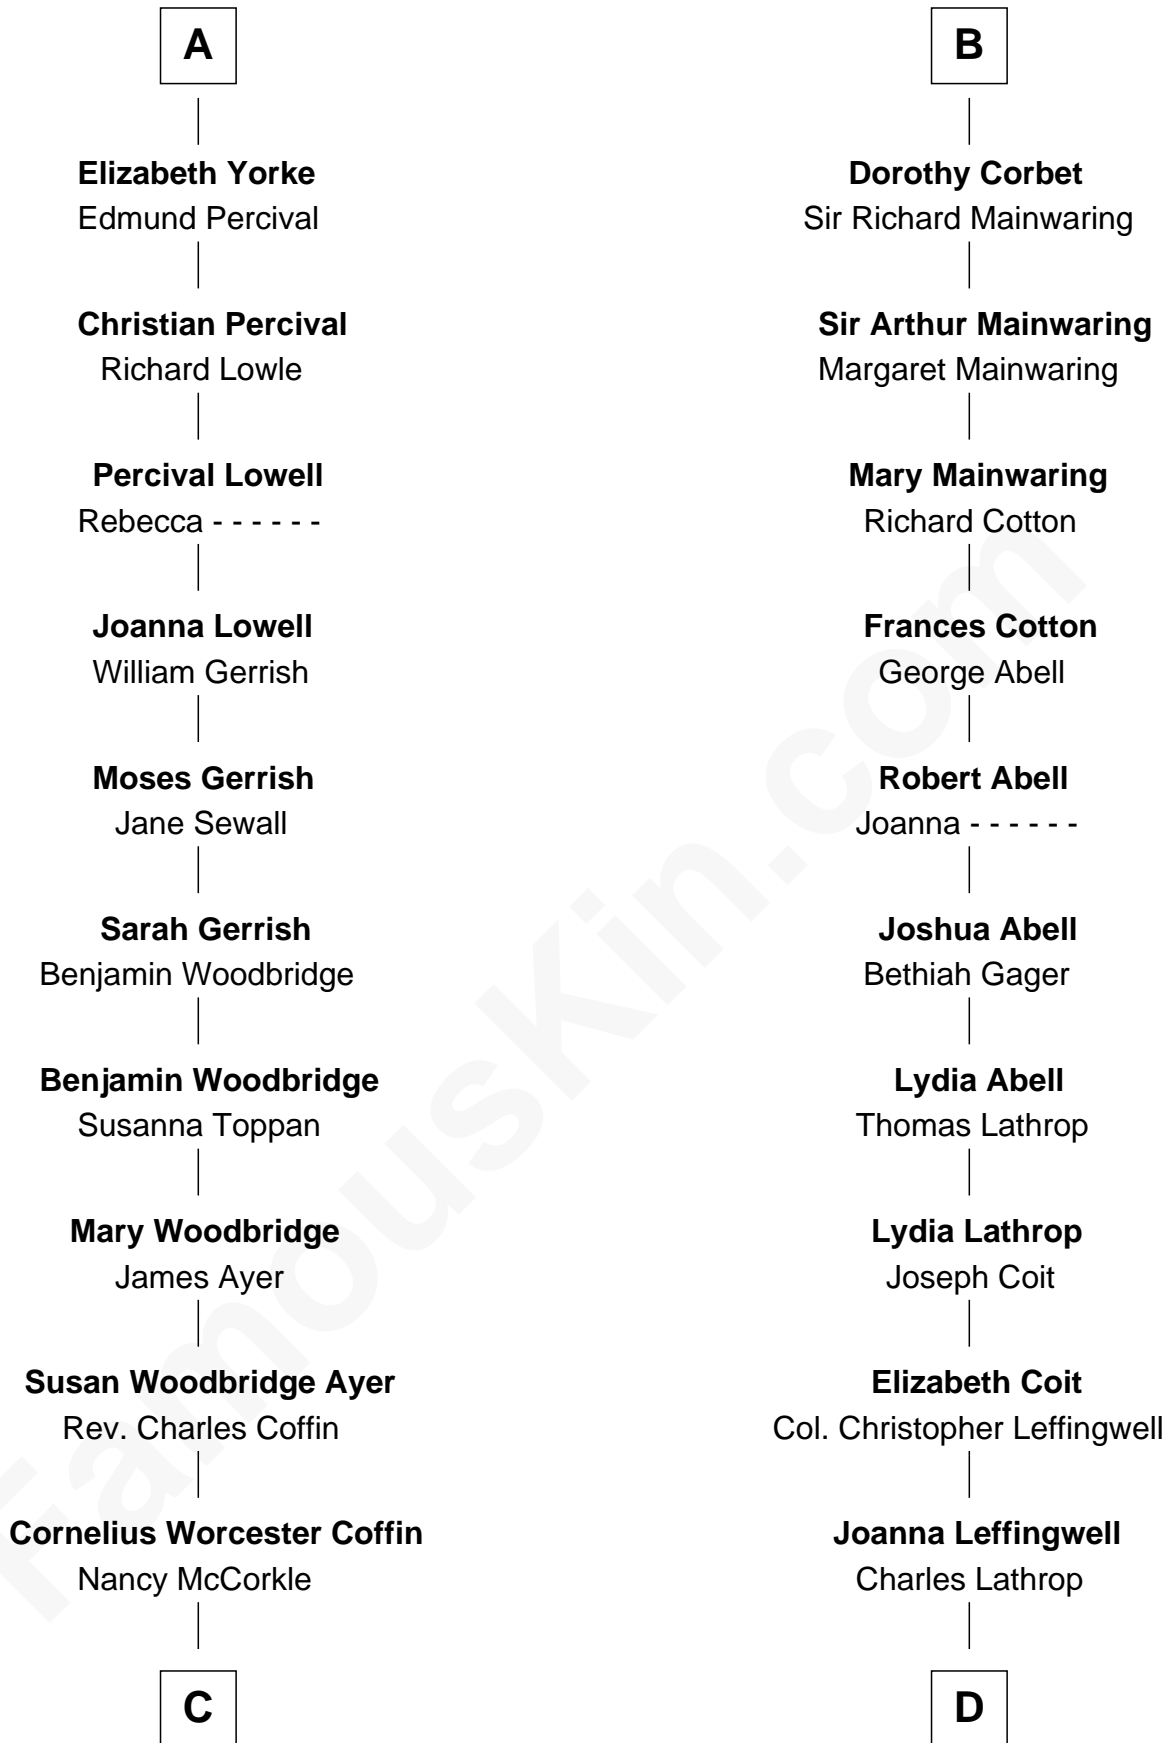 A
Elizabeth Yorke
Edmund Percival
Christian Percival
Richard Lowle
Percival Lowell
Rebecca - - - - - -
Joanna Lowell
William Gerrish
Moses Gerrish
Jane Sewall
Sarah Gerrish
Benjamin Woodbridge
Benjamin Woodbridge
Susanna Toppan
Mary Woodbridge
James Ayer
Susan Woodbridge Ayer
Rev. Charles Coffin
Cornelius Worcester Coffin
Nancy McCorkle
C
B
Dorothy Corbet
Sir Richard Mainwaring
Sir Arthur Mainwaring
Margaret Mainwaring
Mary Mainwaring
Richard Cotton
Frances Cotton
George Abell
Robert Abell
Joanna - - - - - -
Joshua Abell
Bethiah Gager
Lydia Abell
Thomas Lathrop
Lydia Lathrop
Joseph Coit
Elizabeth Coit
Col. Christopher Leffingwell
Joanna Leffingwell
Charles Lathrop
D
FamousKin.com